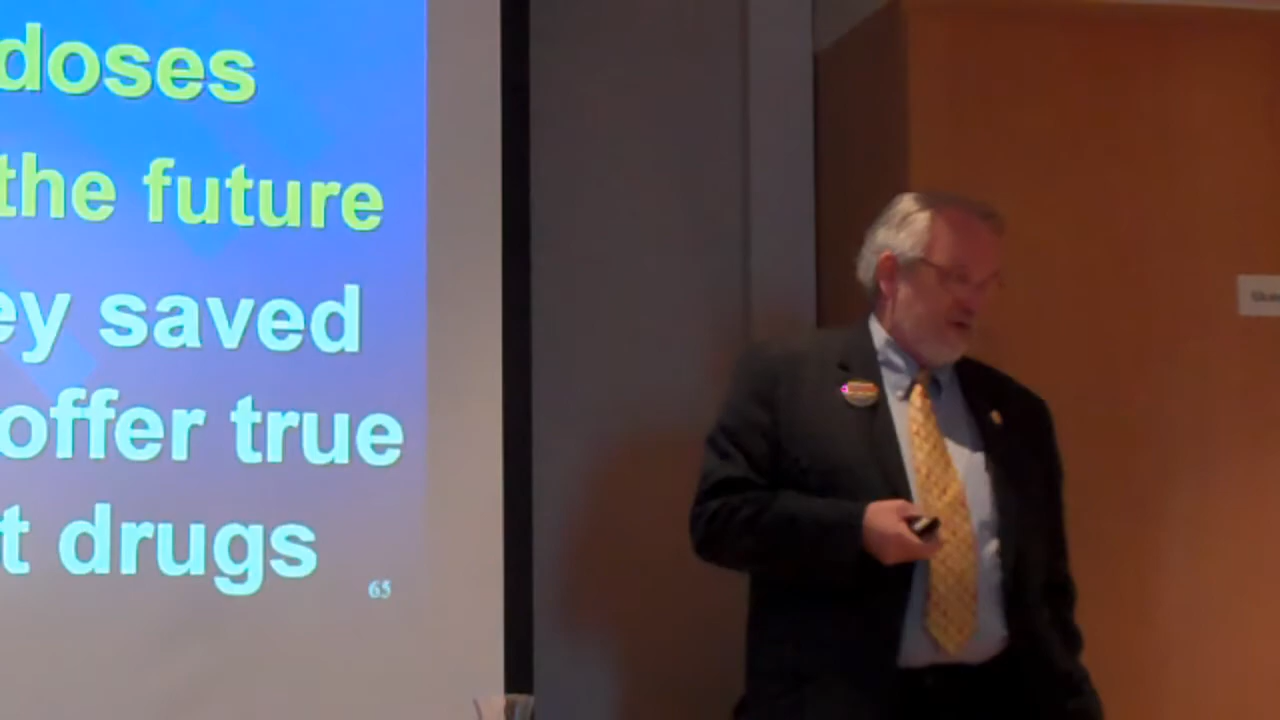 doses
the future
ey saved
offer true
t drugs
65